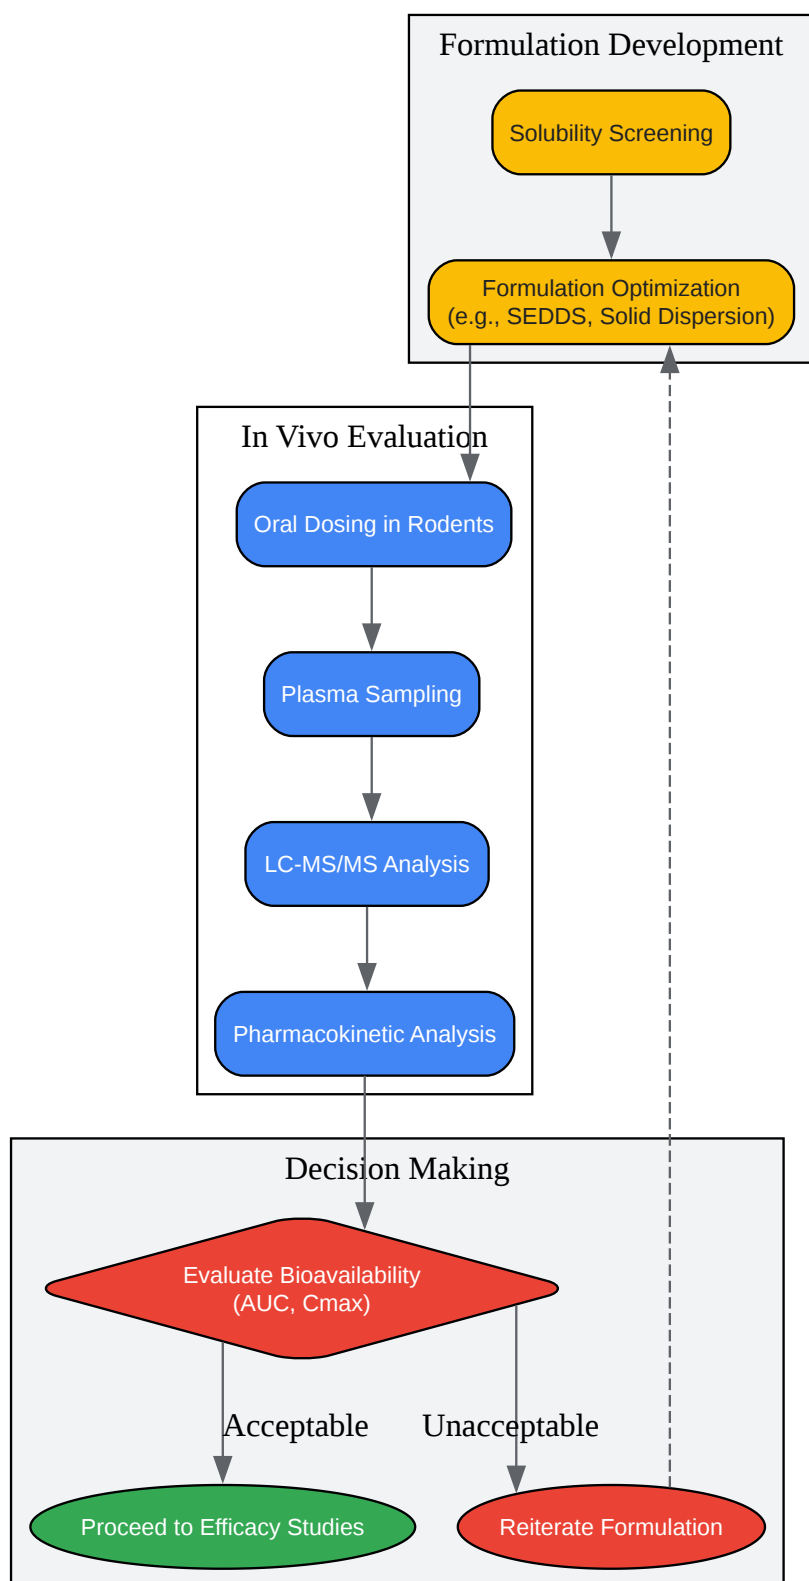 Formulation Development
Solubility Screening
Formulation Optimization
(e.g., SEDDS, Solid Dispersion)
In Vivo Evaluation
Oral Dosing in Rodents
Plasma Sampling
LC-MS/MS Analysis
Pharmacokinetic Analysis
Decision Making
Evaluate Bioavailability
(AUC, Cmax)
Acceptable
Unacceptable
Proceed to Efficacy Studies
Reiterate Formulation